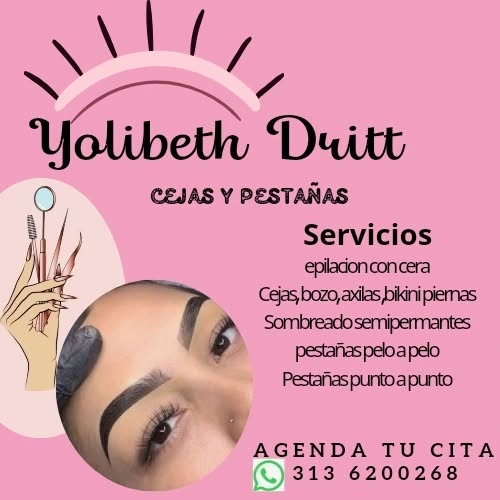 Yolibeth Dritt
CEJAS Y PESTAÑAS
Servicios
epilacion con cera
Cejas, bozo, axilas ,bikini piernas
Sombreado semipermantes
pestañas pelo a pelo
Pestañas punto a punto
AGENDA TU CITA
313 6200268